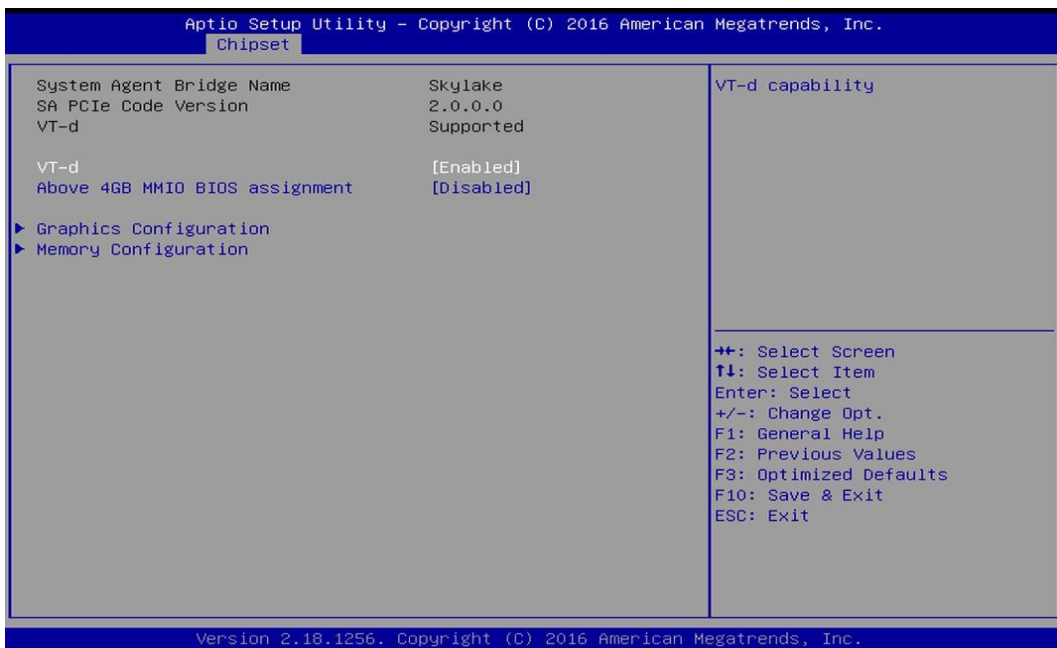 Aptio Setup Utility – Copyright (C) 2016 American Megatrends, Inc.
Chipset
System Agent Bridge Name Skylake
SA PCIe Code Version 2.0.0.0
VT-d Supported
VT-d [Enabled]
Above 4GB MMIO BIOS assignment [Disabled]
► Graphics Configuration
► Memory Configuration
VT-d capability
→←: Select Screen
↑↓: Select Item
Enter: Select
+/-: Change Opt.
F1: General Help
F2: Previous Values
F3: Optimized Defaults
F10: Save & Exit
ESC: Exit
Version 2.18.1256. Copyright (C) 2016 American Megatrends, Inc.